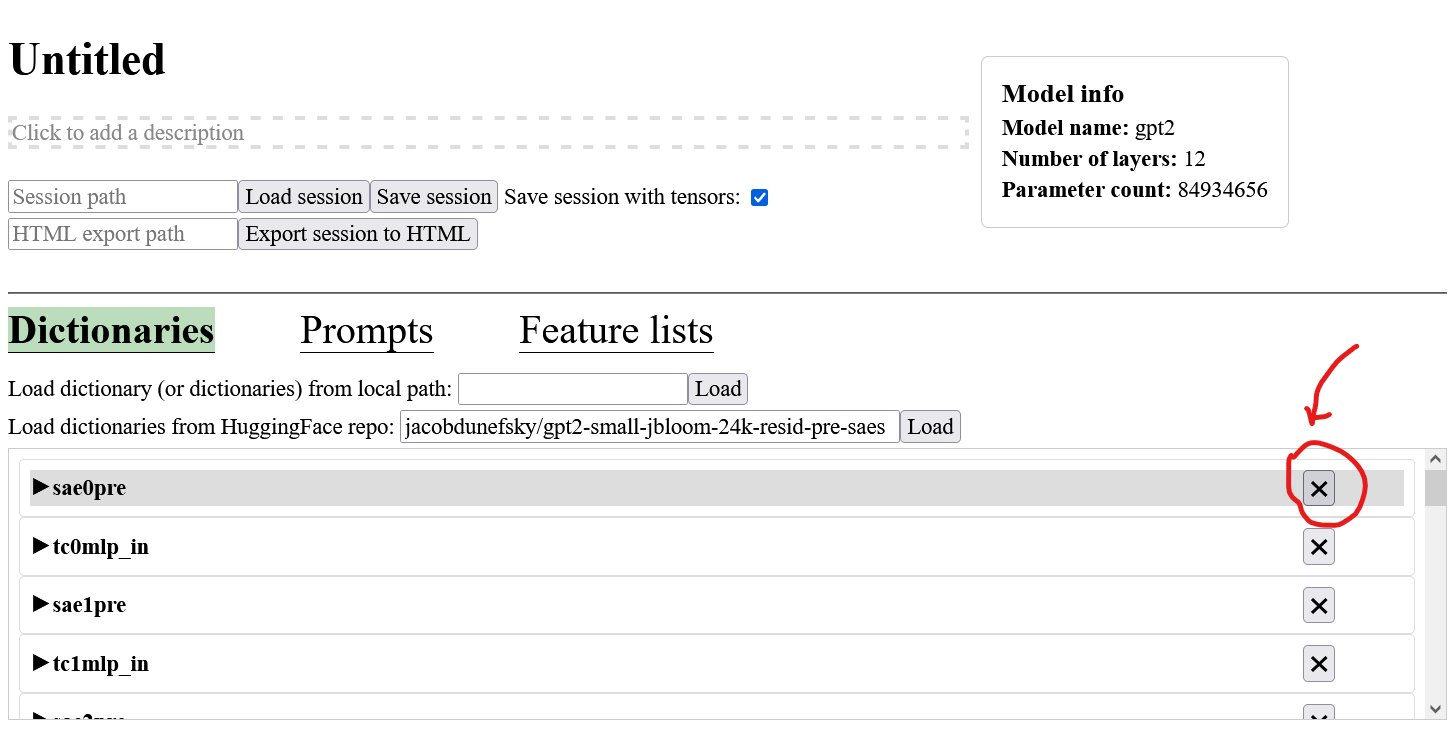 Untitled
Click to add a description
Session path Load session Save session Save session with tensors:
HTML export path Export session to HTML
Model info
Model name: gpt2
Number of layers: 12
Parameter count: 84934656
Dictionaries Prompts Feature lists
Load dictionary (or dictionaries) from local path: Load
Load dictionaries from HuggingFace repo: jacobdunefsky/gpt2-small-jbloom-24k-resid-pre-saes Load
▶ sae0pre ×
▶ tc0mlp_in ×
▶ sae1pre ×
▶ tc1mlp_in ×